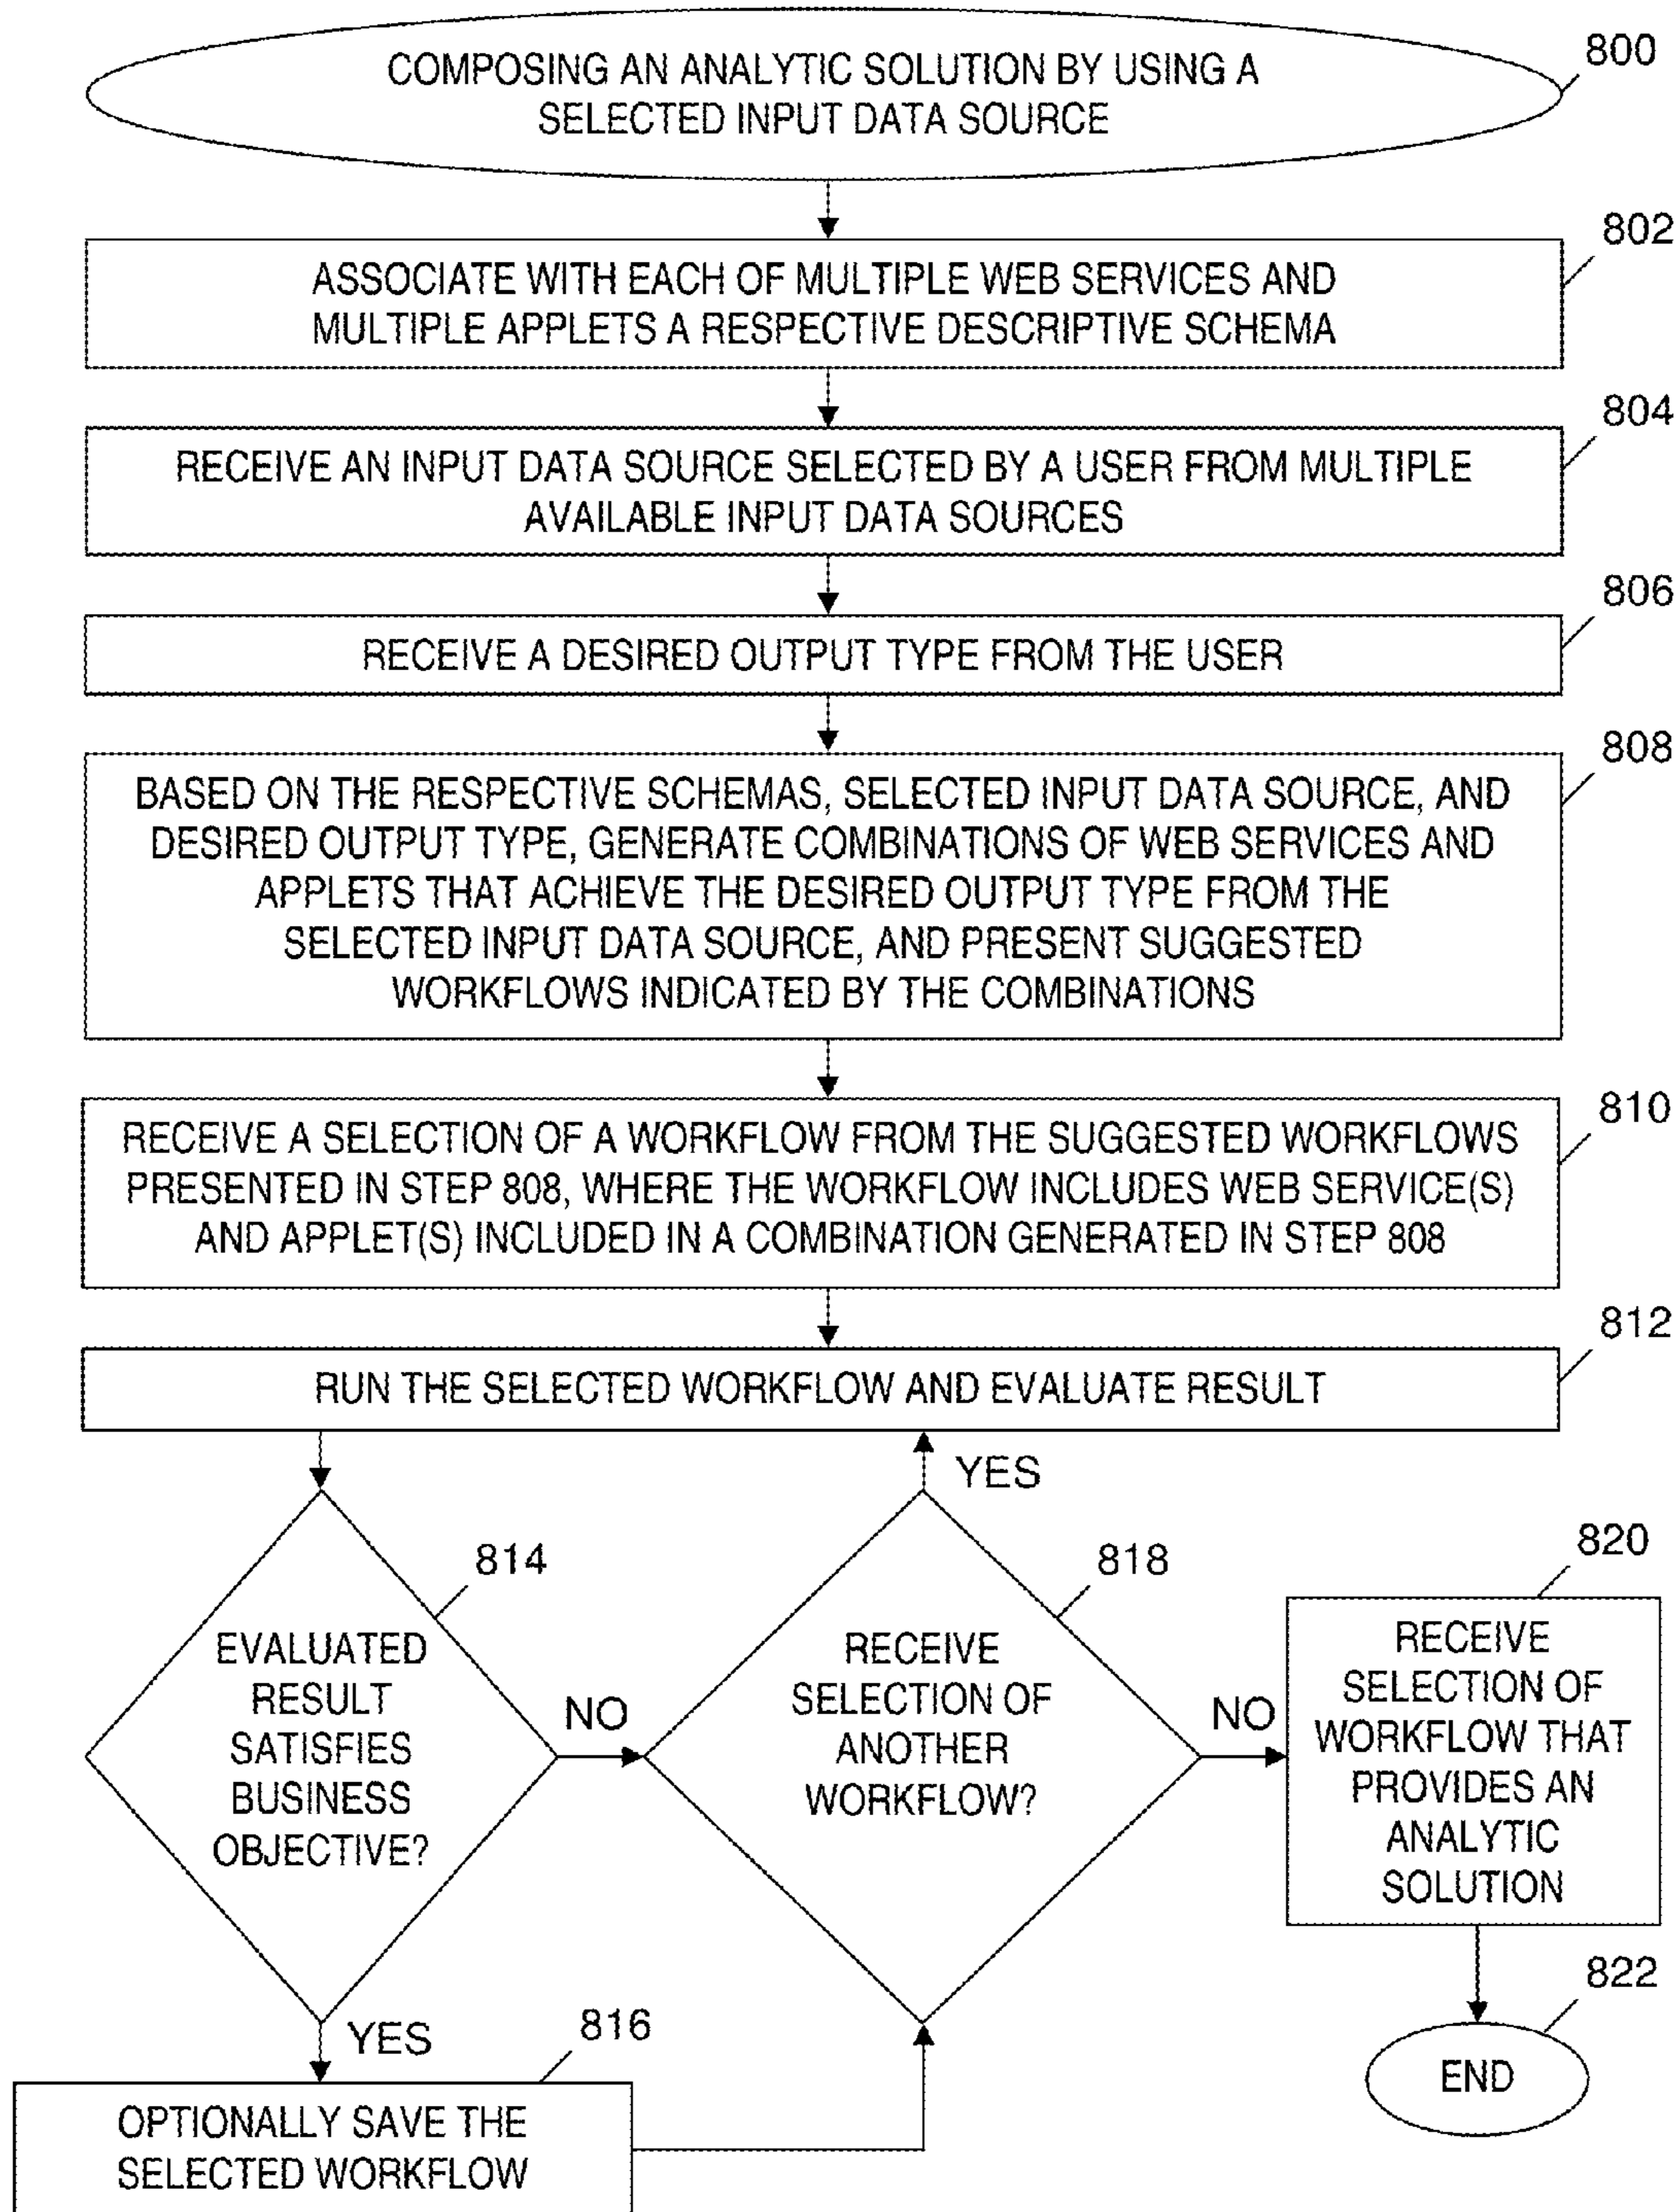 COMPOSING AN ANALYTIC SOLUTION BY USING A
SELECTED INPUT DATA SOURCE
800
802
ASSOCIATE WITH EACH OF MULTIPLE WEB SERVICES AND
MULTIPLE APPLETS A RESPECTIVE DESCRIPTIVE SCHEMA
804
RECEIVE AN INPUT DATA SOURCE SELECTED BY A USER FROM MULTIPLE
AVAILABLE INPUT DATA SOURCES
806
RECEIVE A DESIRED OUTPUT TYPE FROM THE USER
808
BASED ON THE RESPECTIVE SCHEMAS, SELECTED INPUT DATA SOURCE, AND
DESIRED OUTPUT TYPE, GENERATE COMBINATIONS OF WEB SERVICES AND
APPLETS THAT ACHIEVE THE DESIRED OUTPUT TYPE FROM THE
SELECTED INPUT DATA SOURCE, AND PRESENT SUGGESTED
WORKFLOWS INDICATED BY THE COMBINATIONS
810
RECEIVE A SELECTION OF A WORKFLOW FROM THE SUGGESTED WORKFLOWS
PRESENTED IN STEP 808, WHERE THE WORKFLOW INCLUDES WEB SERVICE(S)
AND APPLET(S) INCLUDED IN A COMBINATION GENERATED IN STEP 808
812
RUN THE SELECTED WORKFLOW AND EVALUATE RESULT
814
EVALUATED
RESULT
SATISFIES
BUSINESS
OBJECTIVE?
NO
YES
816
OPTIONALLY SAVE THE
SELECTED WORKFLOW
YES
818
RECEIVE
SELECTION OF
ANOTHER
WORKFLOW?
NO
820
RECEIVE
SELECTION OF
WORKFLOW THAT
PROVIDES AN
ANALYTIC
SOLUTION
822
END